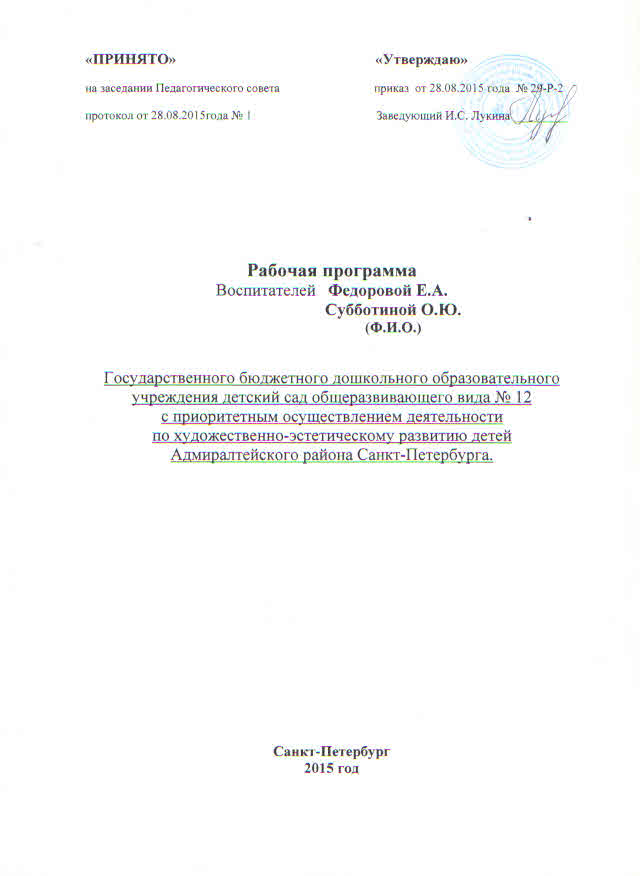 «ПРИНЯТО» «Утверждаю»
на заседании Педагогического совета приказ от 28.08.2015 года № 29-Р-2
протокол от 28.08.2015года № 1 Заведующий И.С. Лукина
Рабочая программа
Воспитателей Федоровой Е.А.
Субботиной О.Ю.
(Ф.И.О.)
Государственного бюджетного дошкольного образовательного
учреждения детский сад общеразвивающего вида № 12
с приоритетным осуществлением деятельности
по художественно-эстетическому развитию детей
Адмиралтейского района Санкт-Петербурга.
Санкт-Петербург
2015 год